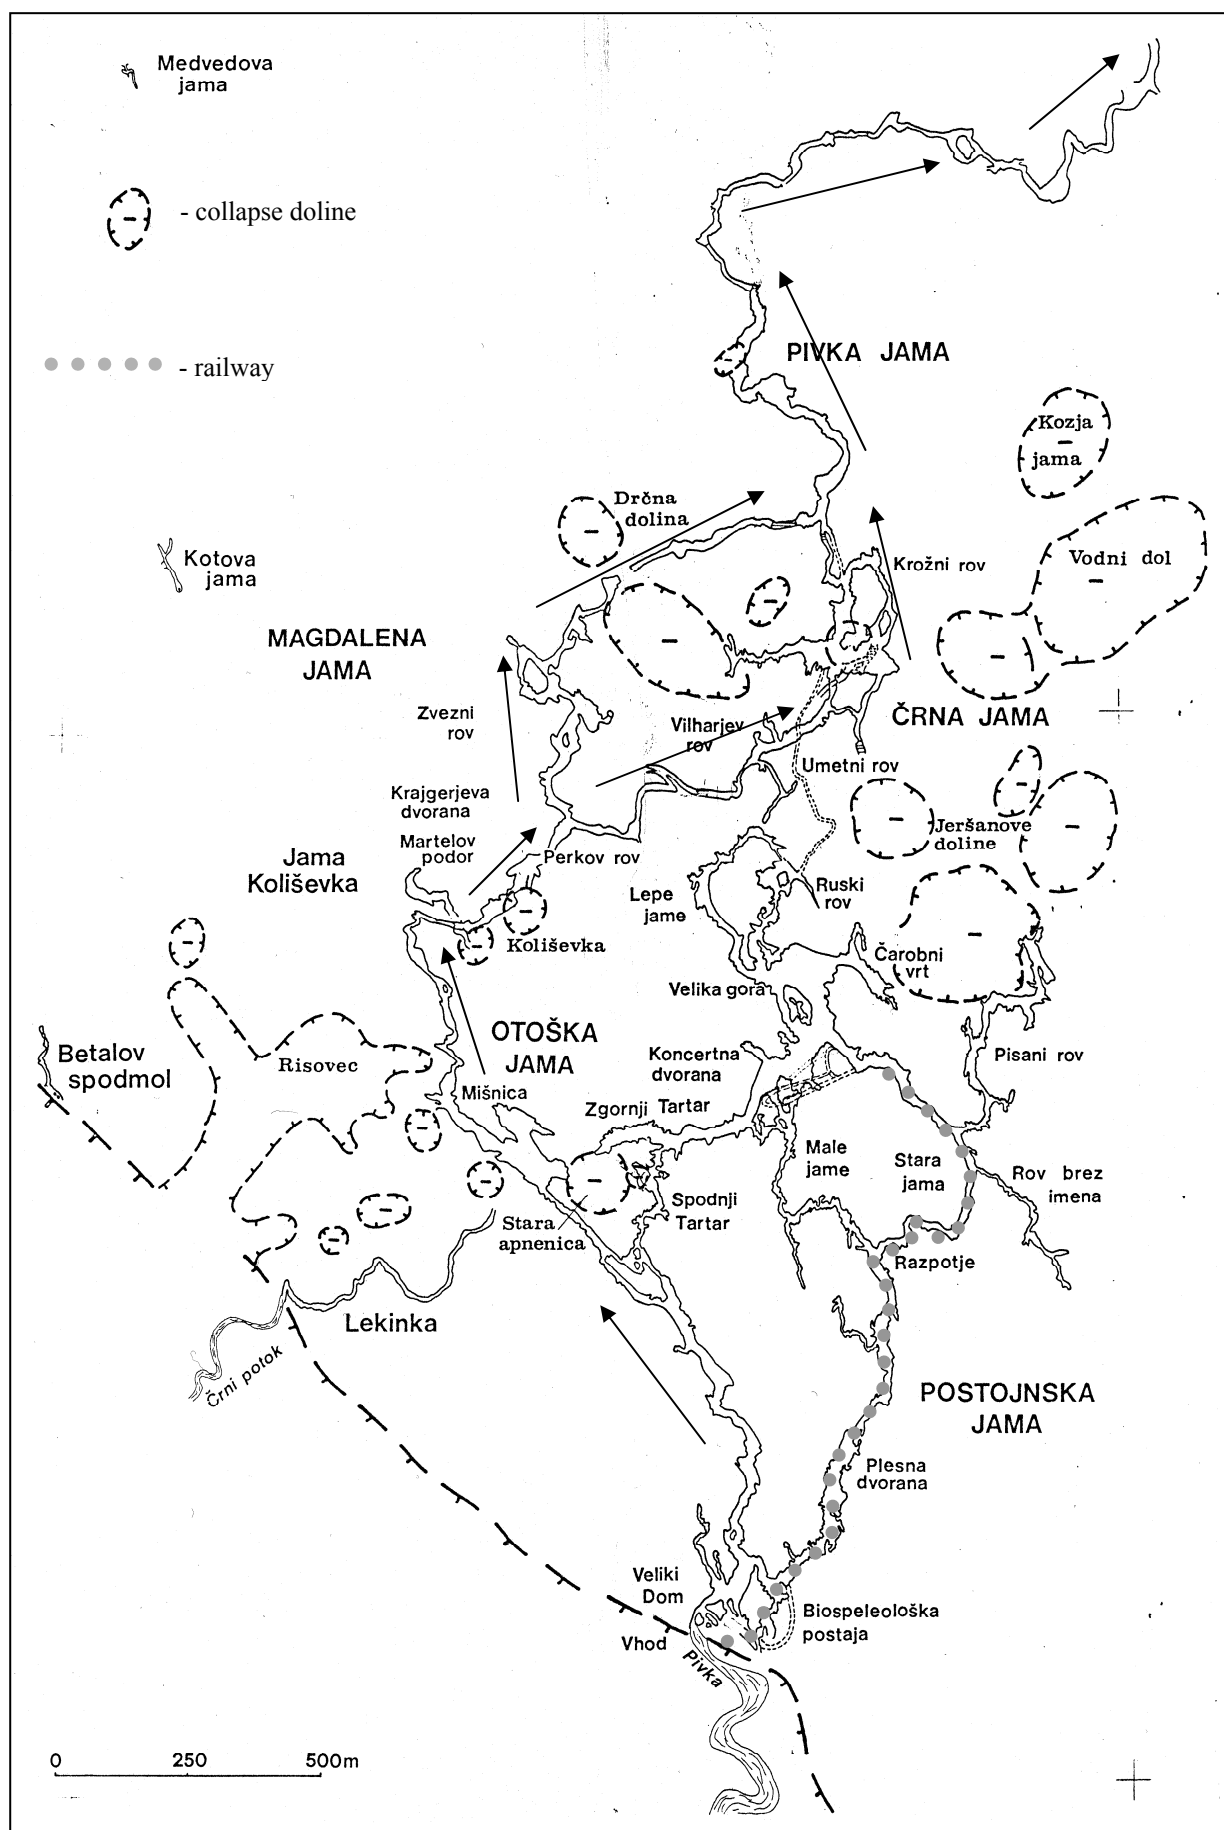 Medvedova
jama
- collapse doline
- railway
PIVKA JAMA
Kozja
jama
Drčna
dolina
Vodni dol
Kotova
jama
Krožni rov
MAGDALENA
JAMA
Zvezni
rov
Vilharjev
rov
ČRNA JAMA
Umetni rov
Krajgerjeva
dvorana
Martelov
podor
Jeršanove
doline
Jama
Koliševka
Perkov rov
Lepe
jame
Ruski
rov
Koliševka
Čarobni
vrt
Velika gora
OTOŠKA
JAMA
Betalov
spodmol
Risovec
Koncertna
dvorana
Pisani rov
Mišnica
Zgornji Tartar
Male
jame
Stara
jama
Rov brez
imena
Spodnji
Tartar
Stara
apnenica
Razpotje
Lekinka
Črni potok
POSTOJNSKA
JAMA
Plesna
dvorana
Veliki
Dom
Biospeleološka
postaja
Vhod
Pivka
0 250 500m